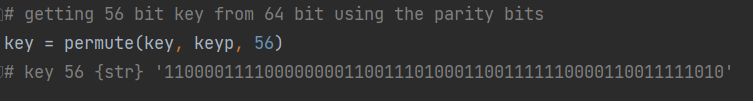 # getting 56 bit key from 64 bit using the parity bits
key = permute(key, keyp, 56)
# key 56 {str} '11000011110000000011001110100011001111110000110011111010'